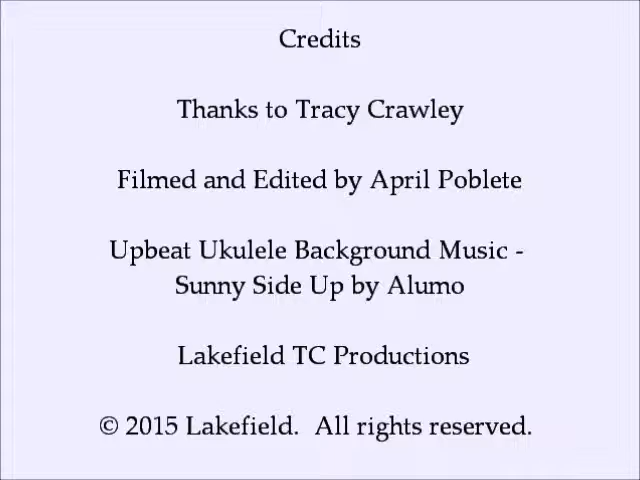 Credits
Thanks to Tracy Crawley
Filmed and Edited by April Poblete
Upbeat Ukulele Background Music -
Sunny Side Up by Alumo
Lakefield TC Productions
© 2015 Lakefield.  All rights reserved.